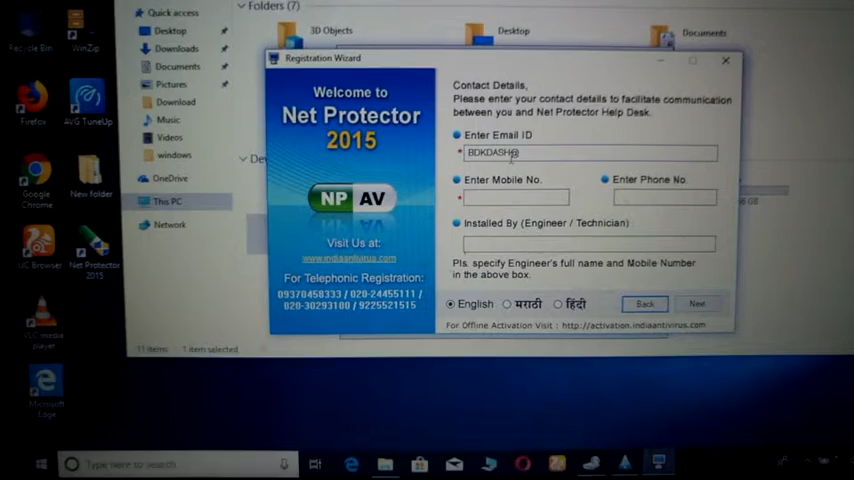 Quick access
Folders (7)
Recycle Bin
WinZip
Desktop
Downloads
Documents
Pictures
Download
Music
Videos
windows
OneDrive
This PC
Network
3D Objects
Desktop
Documents
Firefox
AVG TuneUp
Google
Chrome
UC Browser
Net Protector
2015
VLC media
player
Microsoft
Edge
11 items
1 item selected
Registration Wizard
Welcome to
Net Protector
2015
NP AV
Visit Us at:
www.indiaantivirus.com
For Telephonic Registration:
09370458333 / 020-24455111 /
020-30293100 / 9225521515
Contact Details,
Please enter your contact details to facilitate communication
between you and Net Protector Help Desk.
Enter Email ID
* BDKDASH@
Enter Mobile No.
Enter Phone No.
*
Installed By (Engineer / Technician)
Pls. specify Engineer's full name and Mobile Number
in the above box.
English मराठी हिंदी
Back
Next
For Offline Activation Visit : http://activation.indiaantivirus.com
Type here to search